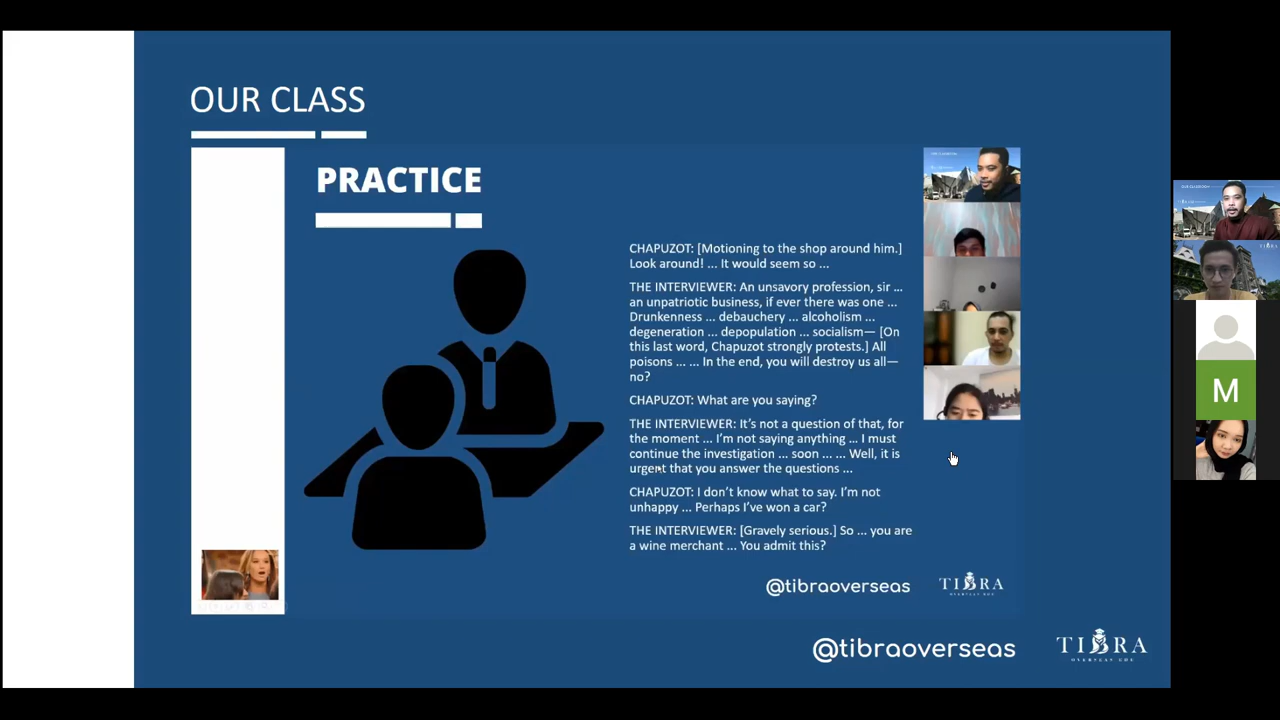 OUR CLASS
PRACTICE
CHAPUZOT: [Motioning to the shop around him.]
Look around! ... It would seem so ...
THE INTERVIEWER: An unsavory profession, sir ...
an unpatriotic business, if ever there was one ...
Drunkenness ... debauchery ... alcoholism ...
degeneration ... depopulation ... socialism— [On
this last word, Chapuzot strongly protests.] All
poisons ... ... In the end, you will destroy us all—
no?
CHAPUZOT: What are you saying?
THE INTERVIEWER: It's not a question of that, for
the moment ... I'm not saying anything ... I must
continue the investigation ... soon ... ... Well, it is
urgent that you answer the questions ...
CHAPUZOT: I don't know what to say. I'm not
unhappy ... Perhaps I've won a car?
THE INTERVIEWER: [Gravely serious.] So ... you are
a wine merchant ... You admit this?
@tibraoverseas
TIBRA
@tibraoverseas
TIBRA
M